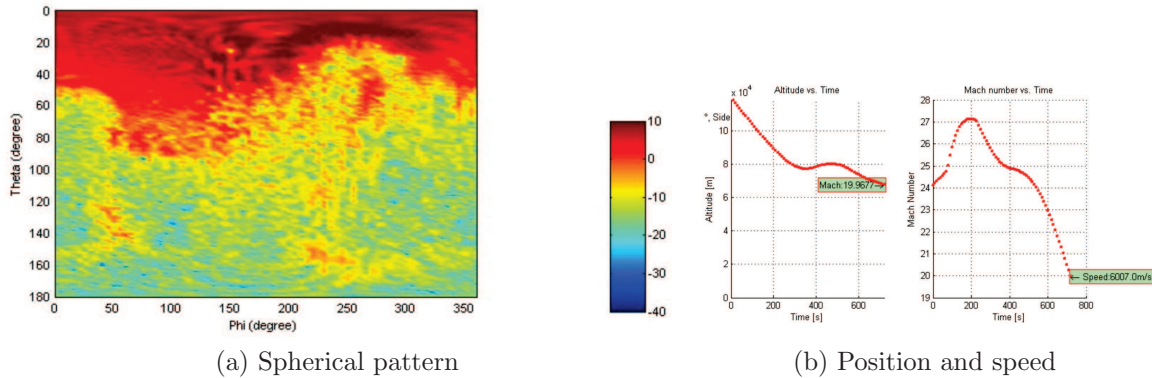 0
20
40
60
80
100
120
140
160
180
Theta (degree)
0 50 100 150 200 250 300 350
Phi (degree)
10
0
-10
-20
-30
-40
(a) Spherical pattern
x 10⁴
Altitude vs. Time
°, Side
10
8
6
4
2
0
Altitude [m]
Mach:19.9677→
0 200 400 600
Time [s]
Mach number vs. Time
28
27
26
25
24
23
22
21
20
19
Mach Number
← Speed:6007.0m/s
0 200 400 600 800
Time [s]
(b) Position and speed